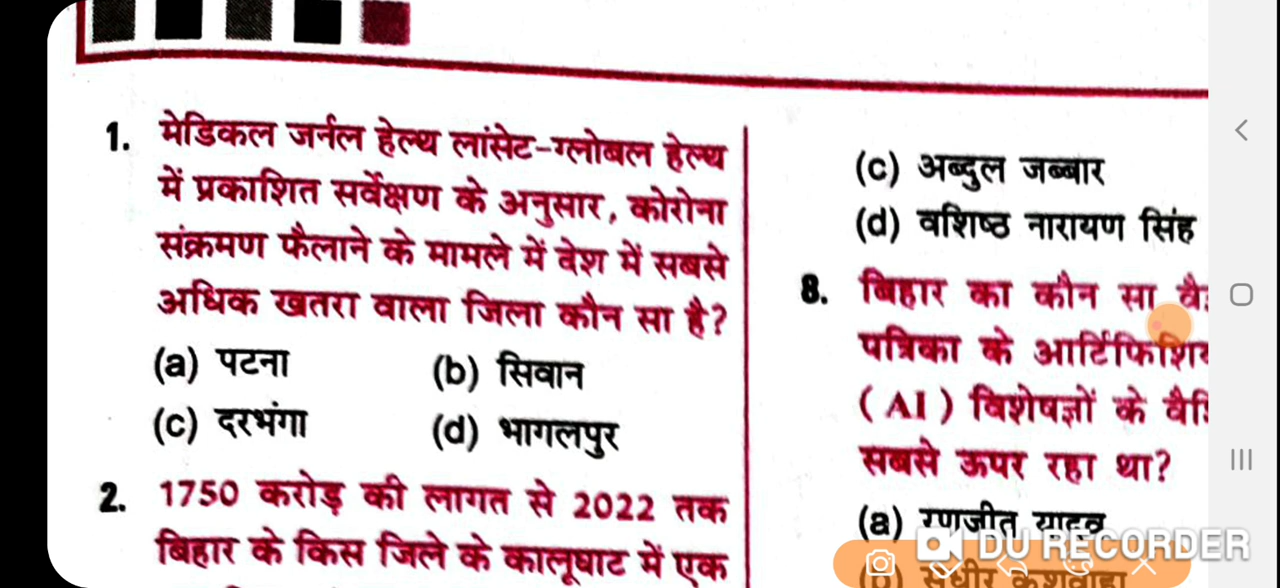 1. मेडिकल जर्नल हेल्थ लांसेट-ग्लोबल हेल्थ
में प्रकाशित सर्वेक्षण के अनुसार, कोरोना
संक्रमण फैलाने के मामले में देश में सबसे
अधिक खतरा वाला जिला कौन सा है?
(a) पटना (b) सिवान
(c) दरभंगा (d) भागलपुर
2. 1750 करोड़ की लागत से 2022 तक
बिहार के किस जिले के कालूघाट में एक
(c) अब्दुल जब्बार
(d) वशिष्ठ नारायण सिंह
8. बिहार का कौन सा
पत्रिका के
(AI) विशेषज्ञों के
सबसे ऊपर रहा था?
(a) रणजीत यादव
DU RECORDER